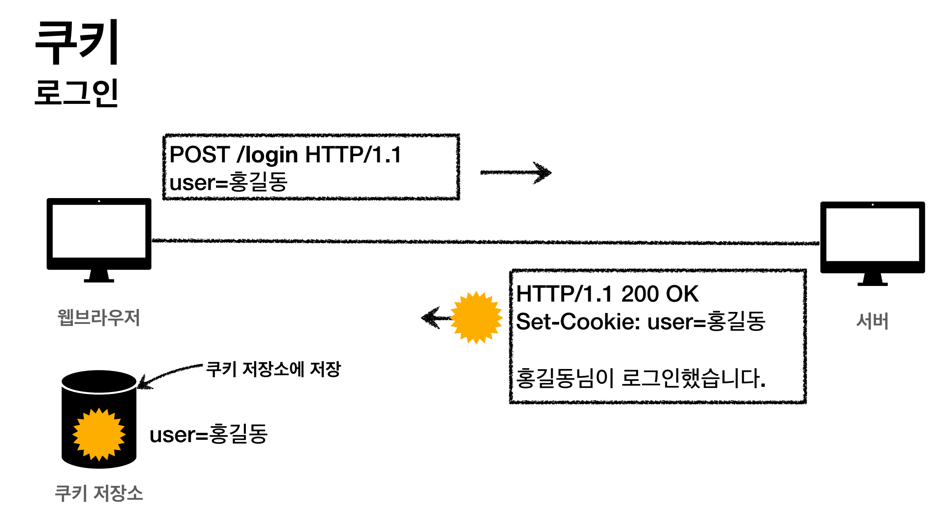 쿠키
로그인
POST /login HTTP/1.1
user=홍길동
웹브라우저
서버
HTTP/1.1 200 OK
Set-Cookie: user=홍길동
홍길동님이 로그인했습니다.
쿠키 저장소에 저장
user=홍길동
쿠키 저장소